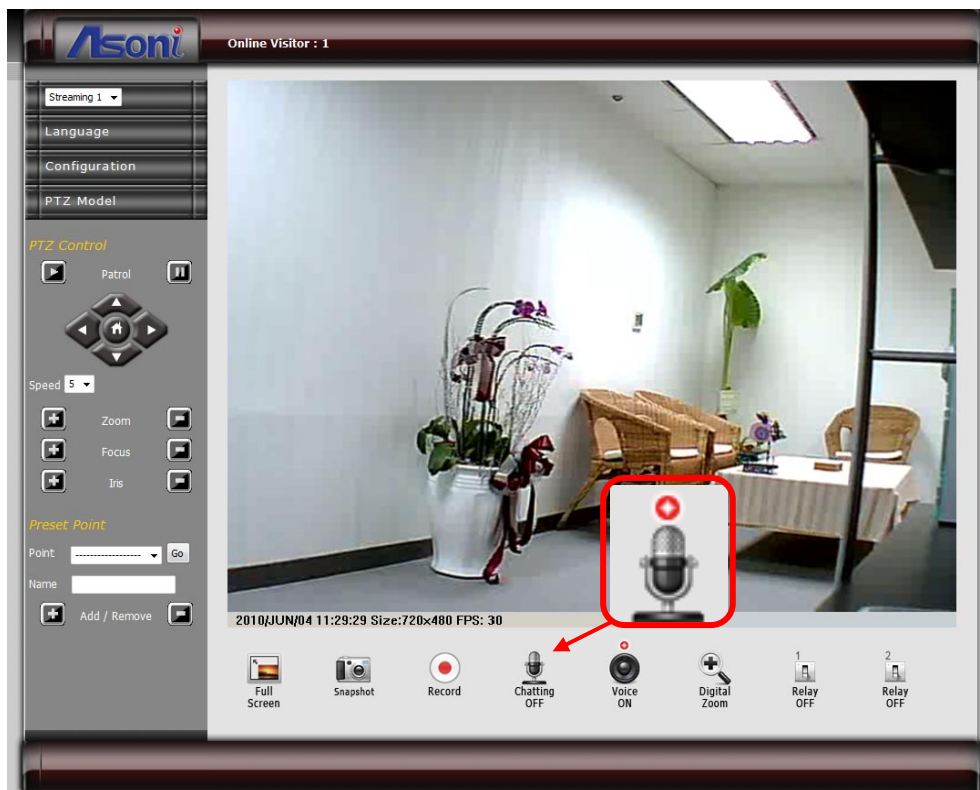 Asoni
Online Visitor : 1
Streaming 1
Language
Configuration
PTZ Model
PTZ Control
Patrol
Speed 5
Zoom
Focus
Iris
Preset Point
Point ------------------ Go
Name
Add / Remove
2010/JUN/04 11:29:29 Size:720x480 FPS: 30
Full
Screen
Snapshot
Record
Chatting
OFF
Voice
ON
Digital
Zoom
1
Relay
OFF
2
Relay
OFF